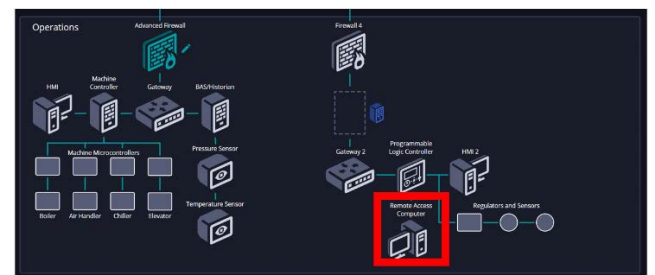 Operations
Advanced Firewall
Firewall 4
HMI
Machine
Controller
Gateway
BAS/Historian
Machine Microcontrollers
Pressure Sensor
Gateway 2
Programmable
Logic Controller
HMI 2
Boiler
Air Handler
Chiller
Elevator
Temperature Sensor
Remote Access
Computer
Regulators and Sensors